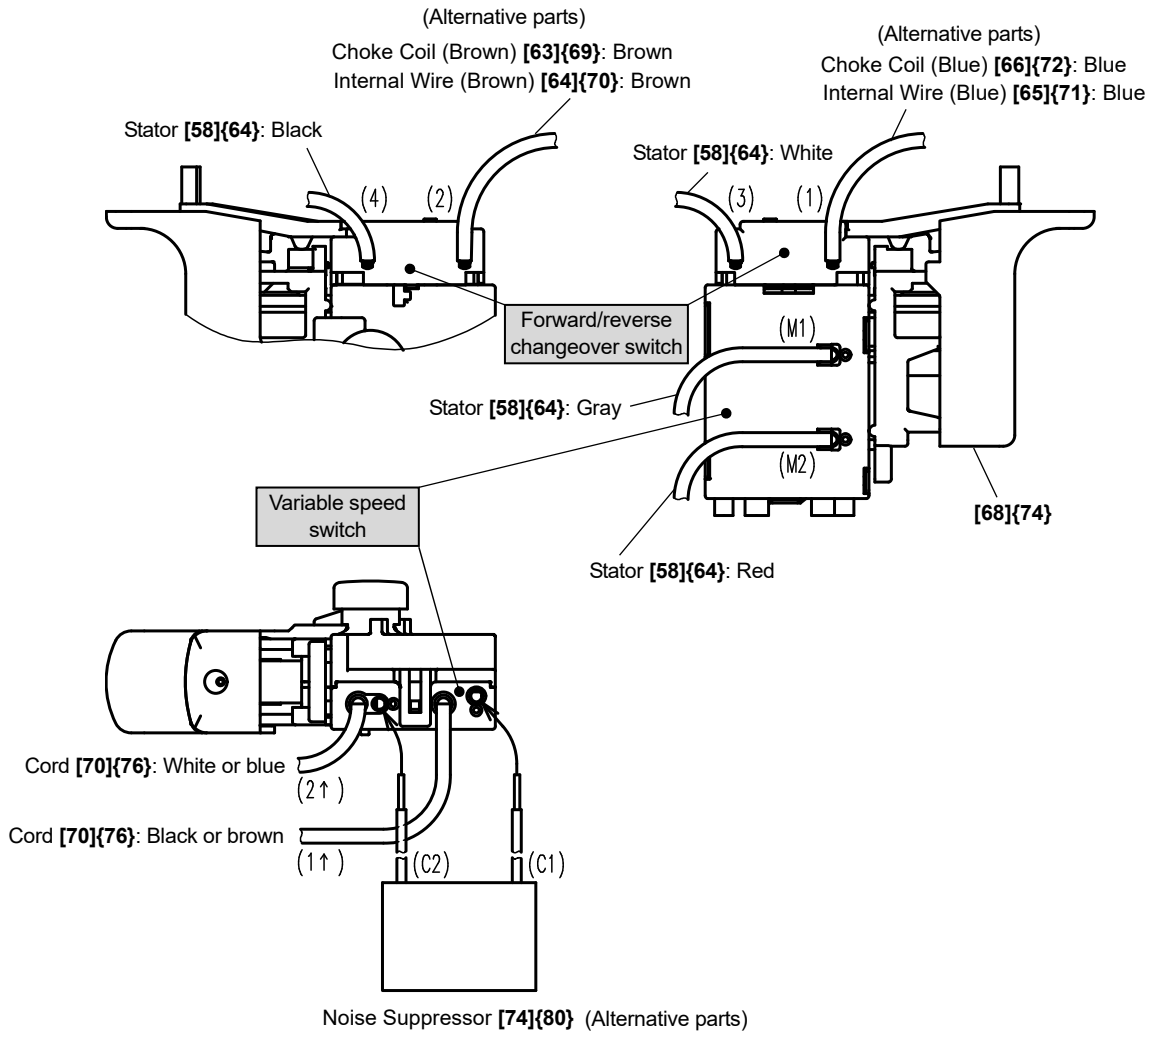 (Alternative parts)
Choke Coil (Brown) [63]{69}: Brown
Internal Wire (Brown) [64]{70}: Brown
(Alternative parts)
Choke Coil (Blue) [66]{72}: Blue
Internal Wire (Blue) [65]{71}: Blue
Stator [58]{64}: Black
Stator [58]{64}: White
(4)
(2)
(3)
(1)
Forward/reverse
changeover switch
(M1)
Stator [58]{64}: Gray
(M2)
Variable speed
switch
[68]{74}
Stator [58]{64}: Red
Cord [70]{76}: White or blue
(2↑)
Cord [70]{76}: Black or brown
(1↑)
(C2)
(C1)
Noise Suppressor [74]{80} (Alternative parts)